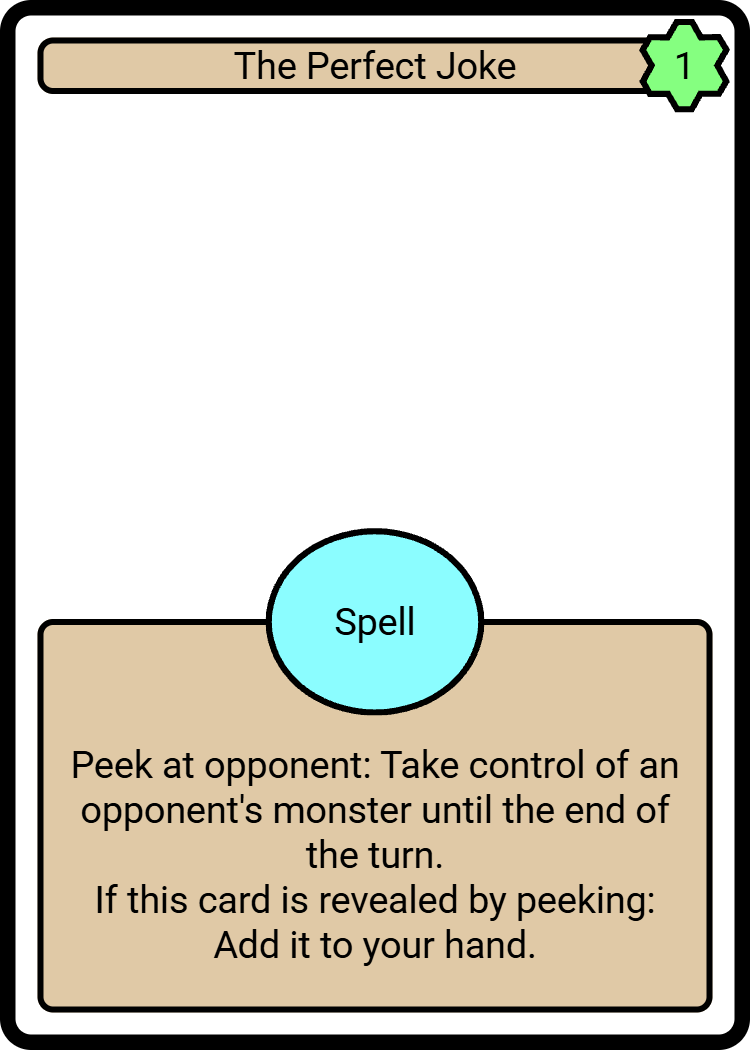 The Perfect Joke
1
Spell
Peek at opponent: Take control of an
opponent's monster until the end of
the turn.
If this card is revealed by peeking:
Add it to your hand.